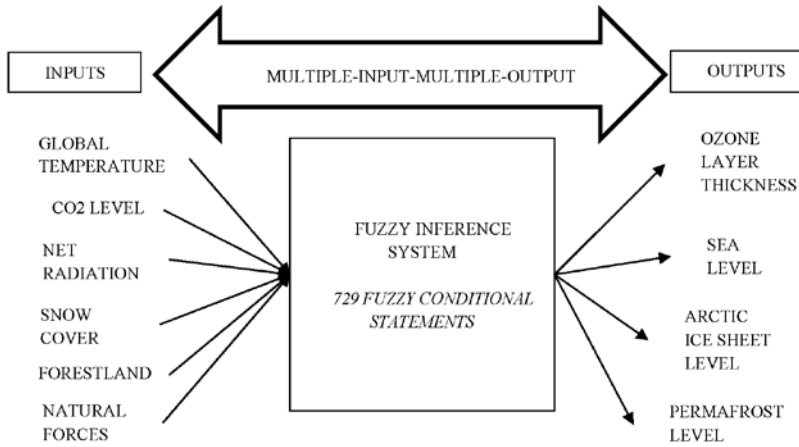 INPUTS
MULTIPLE-INPUT-MULTIPLE-OUTPUT
OUTPUTS
GLOBAL
TEMPERATURE
CO2 LEVEL
NET
RADIATION
SNOW
COVER
FORESTLAND
NATURAL
FORCES
FUZZY INFERENCE
SYSTEM
729 FUZZY CONDITIONAL
STATEMENTS
OZONE
LAYER
THICKNESS
SEA
LEVEL
ARCTIC
ICE SHEET
LEVEL
PERMAFROST
LEVEL